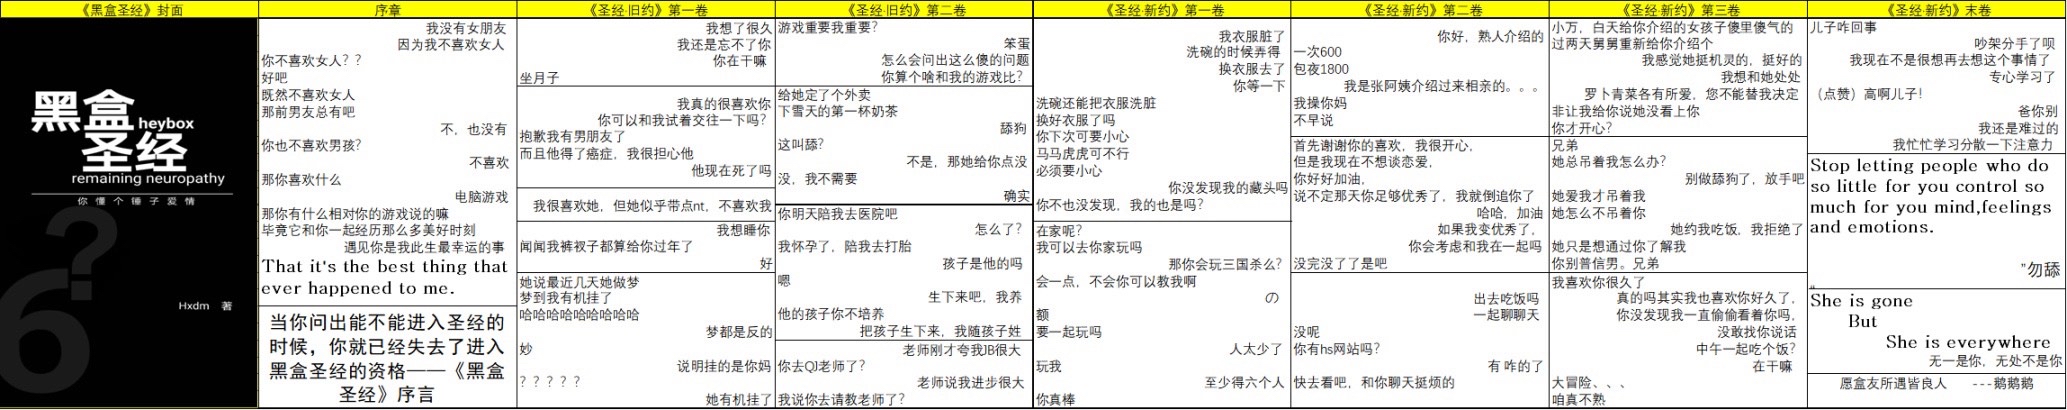 《黑盒圣经》封面
黑盒
heybox
圣经
remaining neuropathy
你懂个锤子爱情
?
6
Hxdm 著
序章
我没有女朋友
因为我不喜欢女人
你不喜欢女人？？
好吧
既然不喜欢女人
那前男友总有吧
不，也没有
你也不喜欢男孩？
不喜欢
那你喜欢什么
电脑游戏
那你有什么相对你的游戏说的嘛
毕竟它和你一起经历那么多美好时刻
遇见你是我此生最幸运的事
That it's the best thing that
ever happened to me.
当你问出能不能进入圣经的
时候，你就已经失去了进入
黑盒圣经的资格——《黑盒
圣经》序言
《圣经·旧约》第一卷
我想了很久
我还是忘不了你
你在干嘛
坐月子
我真的很喜欢你
你可以和我试着交往一下吗？
抱歉我有男朋友了
而且他得了癌症，我很担心他
他现在死了吗
我很喜欢她，但她似乎带点nt，不喜欢我
我想睡你
闻闻我裤衩子都算给你过年了
好
她说最近几天她做梦
梦到我有机挂了
哈哈哈哈哈哈哈哈哈
梦都是反的
妙
说明挂的是你妈
？？？？？
她有机挂了
《圣经·旧约》第二卷
游戏重要我重要？
笨蛋
怎么会问出这么傻的问题
你算个啥和我的游戏比？
给她定了个外卖
下雪天的第一杯奶茶
舔狗
这叫舔？
不是，那她给你点没
没，我不需要
确实
你明天陪我去医院吧
怎么了？
我怀孕了，陪我去打胎
孩子是他的吗
嗯
生下来吧，我养
他的孩子你不培养
把孩子生下来，我随孩子姓
老师刚才夸我JB很大
你去QJ老师了？
老师说我进步很大
我说你去请教老师了？
《圣经·新约》第一卷
我衣服脏了
洗碗的时候弄得
换衣服去了
你等一下
洗碗还能把衣服洗脏
换好衣服了吗
你下次可要小心
马马虎虎可不行
必须要小心
你没发现我的藏头吗
你不也没发现，我的也是吗？
在家呢？
我可以去你家玩吗
那你会玩三国杀么？
会一点，不会你可以教我啊
の
额
要一起玩吗
人太少了
玩我
至少得六个人
你真棒
《圣经·新约》第二卷
你好，熟人介绍的
一次600
包夜1800
我是张阿姨介绍过来相亲的。。。
我操你妈
不早说
首先谢谢你的喜欢，我很开心，
但是我现在不想谈恋爱，
你好好加油，
说不定那天你足够优秀了，我就倒追你了
哈哈，加油
如果我变优秀了，
你会考虑和我在一起吗
没完没了了是吧
出去吃饭吗
一起聊聊天
没呢
你有hs网站吗？
有 咋的了
快去看吧，和你聊天挺烦的
《圣经·新约》第三卷
小万，白天给你介绍的女孩子傻里傻气的
过两天舅舅重新给你介绍个
我感觉她挺机灵的，挺好的
我想和她处处
罗卜青菜各有所爱，您不能替我决定
非让我给你说她没看上你
你才开心？
兄弟
她总吊着我怎么办？
别做舔狗了，放手吧
她爱我才吊着我
她怎么不吊着你
她约我吃饭，我拒绝了
她只是想通过你了解我
你别普信男。兄弟
我喜欢你很久了
真的吗其实我也喜欢你好久了，
你没发现我一直偷偷看着你吗，
没敢找你说话
中午一起吃个饭？
在干嘛
大冒险、、、
咱真不熟
《圣经·新约》末卷
儿子咋回事
吵架分手了呗
我现在不是很想再去想这个事情了
专心学习了
（点赞）高啊儿子！
爸你别
我还是难过的
我忙忙学习分散一下注意力
Stop letting people who do
so little for you control so
much for you mind,feelings
and emotions.
"勿舔
"
She is gone
But
She is everywhere
无一是你，无处不是你
愿盒友所遇皆良人 ---鹅鹅鹅